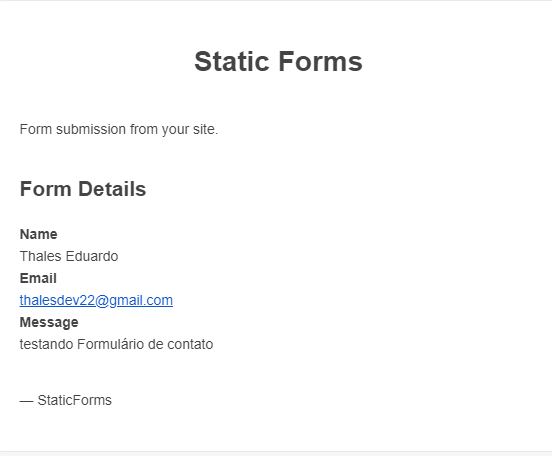 Static Forms
Form submission from your site.
Form Details
Name
Thales Eduardo
Email
thalesdev22@gmail.com
Message
testando Formulário de contato
— StaticForms